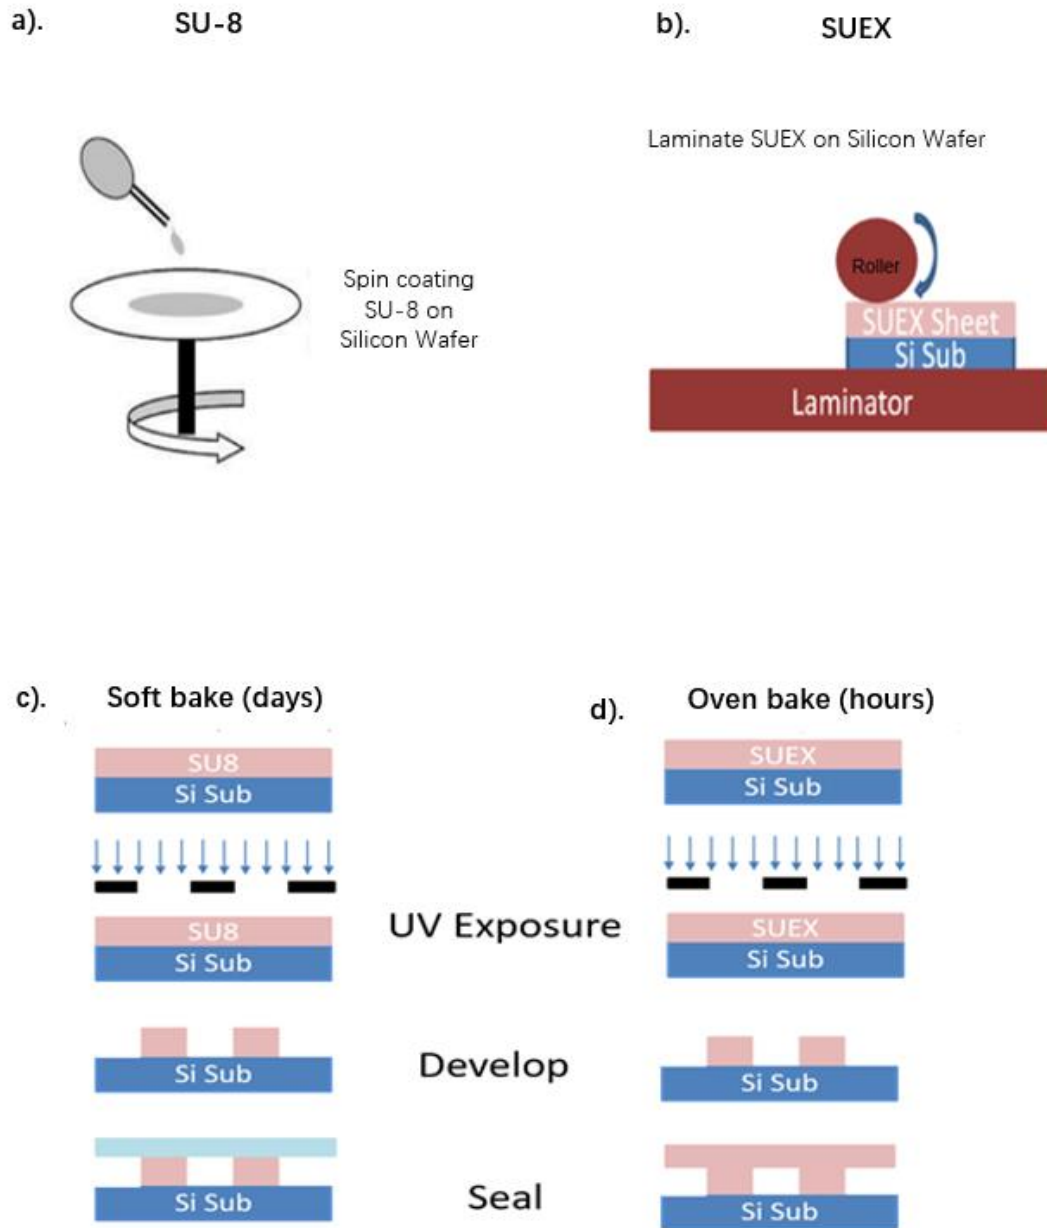 a).
SU-8
b).
SUEX
Laminate SUEX on Silicon Wafer
Spin coating
SU-8 on
Silicon Wafer
Roller
SUEX Sheet
Si Sub
Laminator
c).
Soft bake (days)
d).
Oven bake (hours)
SU8
Si Sub
SUEX
Si Sub
SU8
Si Sub
UV Exposure
SUEX
Si Sub
Si Sub
Develop
Si Sub
Si Sub
Seal
Si Sub